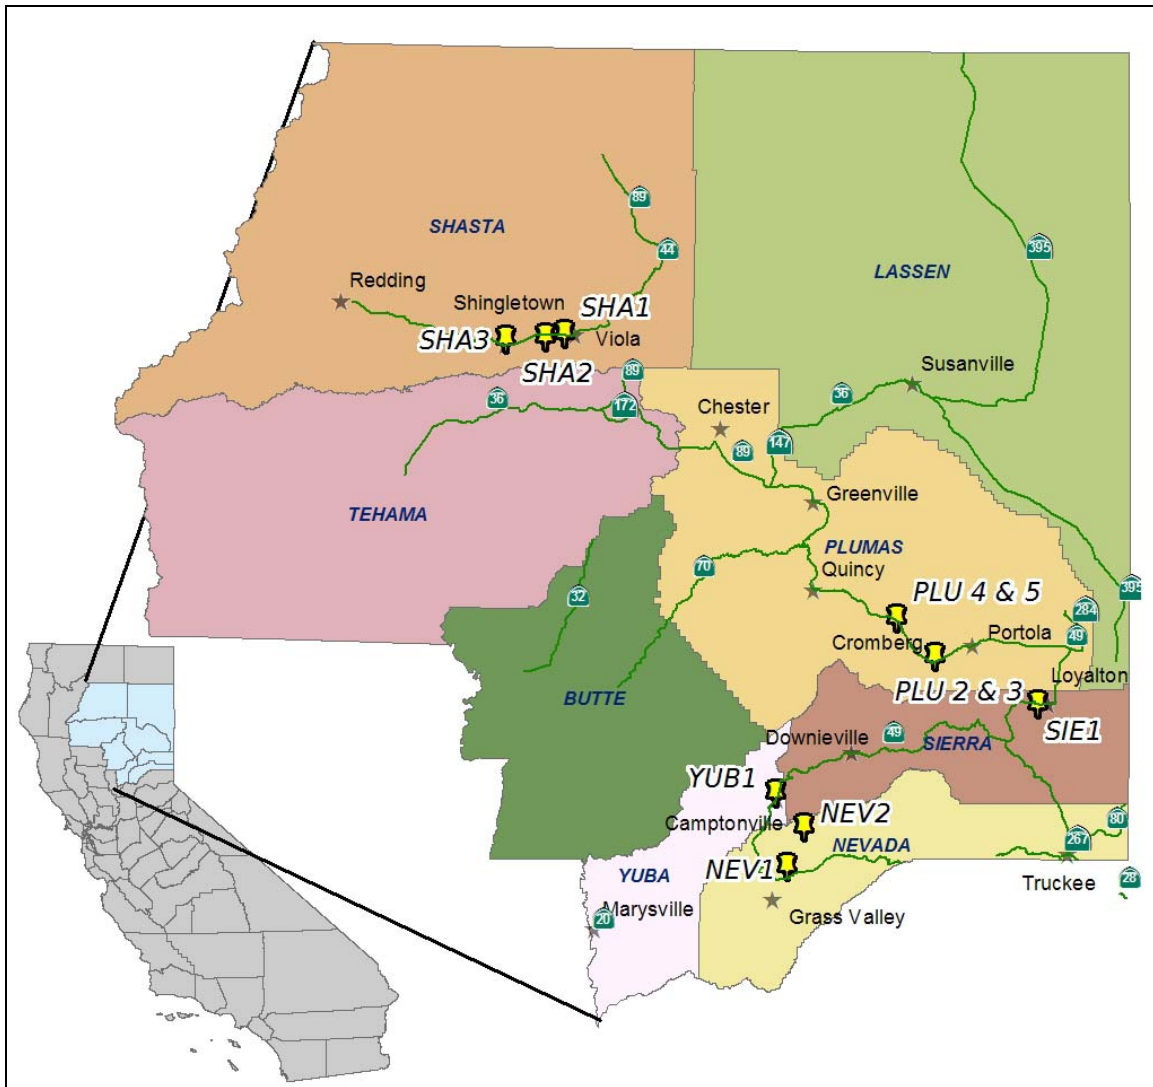 89
SHASTA
44
395
LASSEN
Redding
Shingletown
SHA1
SHA3
Viola
SHA2
89
Susanville
36
36
172
Chester
147
89
Greenville
TEHAMA
PLUMAS
70
Quincy
32
PLU 4 & 5
395
284
Cromberg
Portola
49
PLU 2 & 3
Loyalton
BUTTE
SIE1
Downieville
49
SIERRA
YUB1
Camptonville
NEV2
80
267
NEVADA
NEV1
YUBA
Truckee
28
Marysville
20
Grass Valley